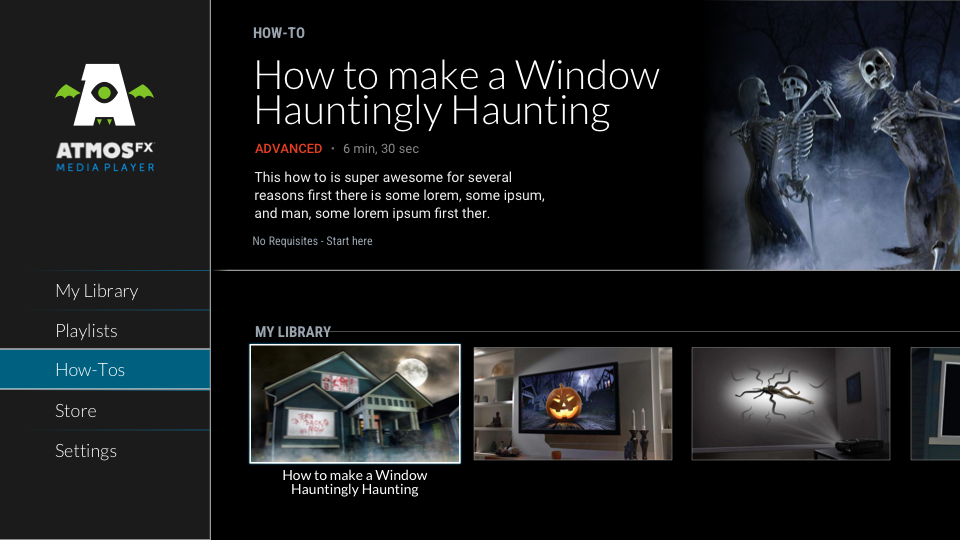 ATMOSFX
MEDIA PLAYER
My Library
Playlists
How-Tos
Store
Settings
HOW-TO
How to make a Window
Hauntingly Haunting
ADVANCED • 6 min, 30 sec
This how to is super awesome for several
reasons first there is some lorem, some ipsum,
and man, some lorem ipsum first ther.
No Requisites - Start here
MY LIBRARY
How to make a Window
Hauntingly Haunting